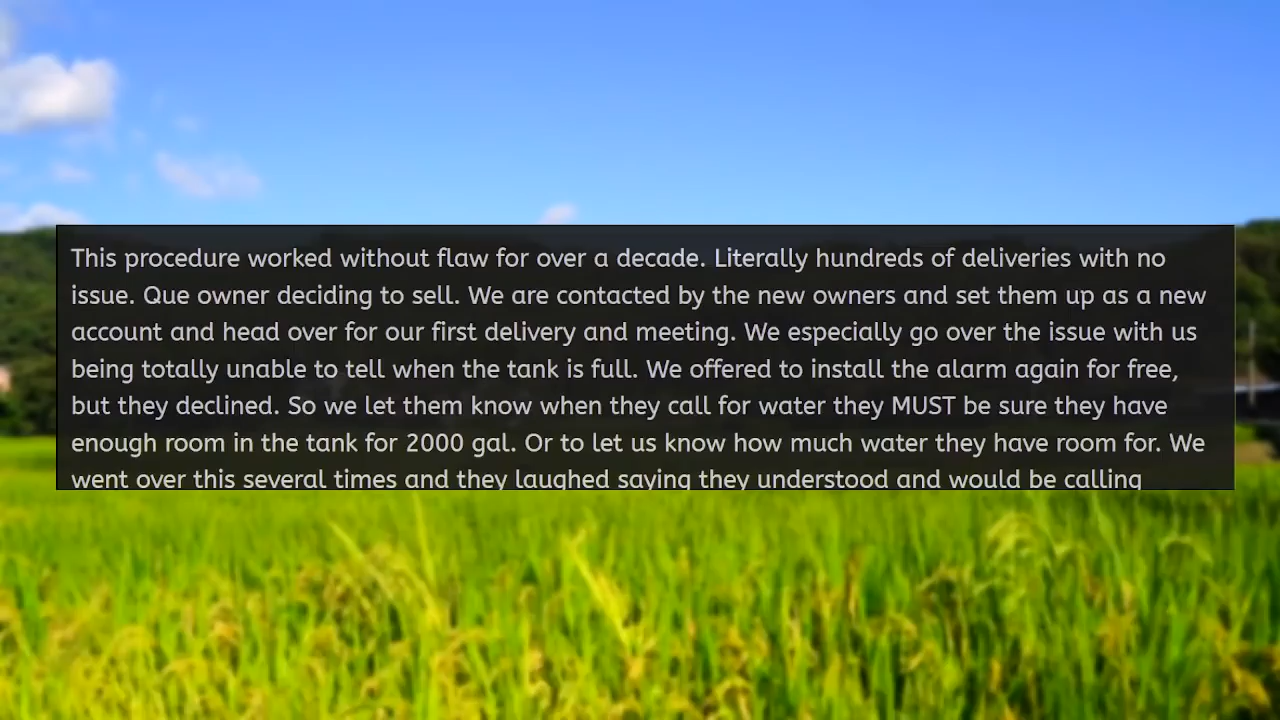 This procedure worked without flaw for over a decade. Literally hundreds of deliveries with no
issue. Que owner deciding to sell. We are contacted by the new owners and set them up as a new
account and head over for our first delivery and meeting. We especially go over the issue with us
being totally unable to tell when the tank is full. We offered to install the alarm again for free,
but they declined. So we let them know when they call for water they MUST be sure they have
enough room in the tank for 2000 gal. Or to let us know how much water they have room for. We
went over this several times and they laughed saying they understood and would be calling